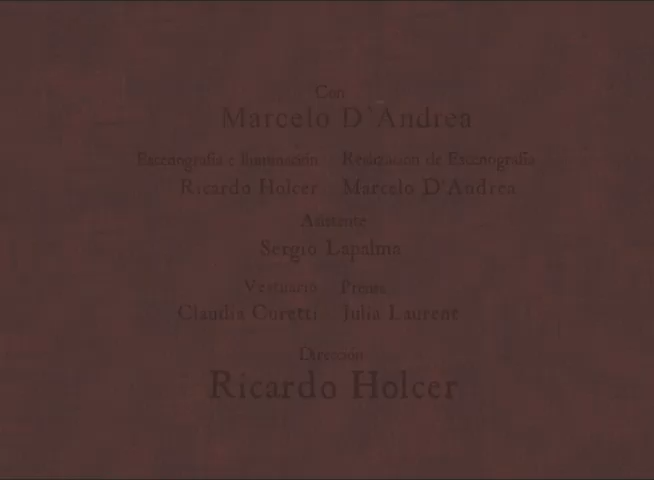 Con
Marcelo D`Andrea
Escenografía e Iluminación Realización de Escenografía
Ricardo Holcer Marcelo D'Andrea
Asistente
Sergio Lapalma
Vestuario Prensa
Claudia Curetti Julia Laurent
Dirección
Ricardo Holcer